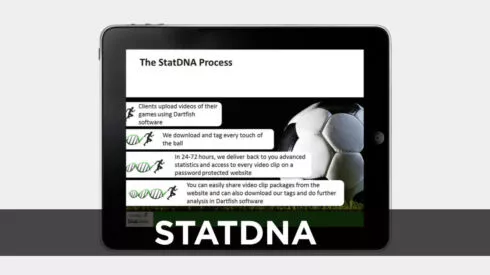 The StatDNA Process
Clients upload videos of their
games using Dartfish
software
We download and tag every touch of
the ball
In 24-72 hours, we deliver back to you advanced
statistics and access to every video clip on a
password protected website
You can easily share video clip packages from the
website and can also download our tags and do further
analysis in Dartfish software
STATDNA